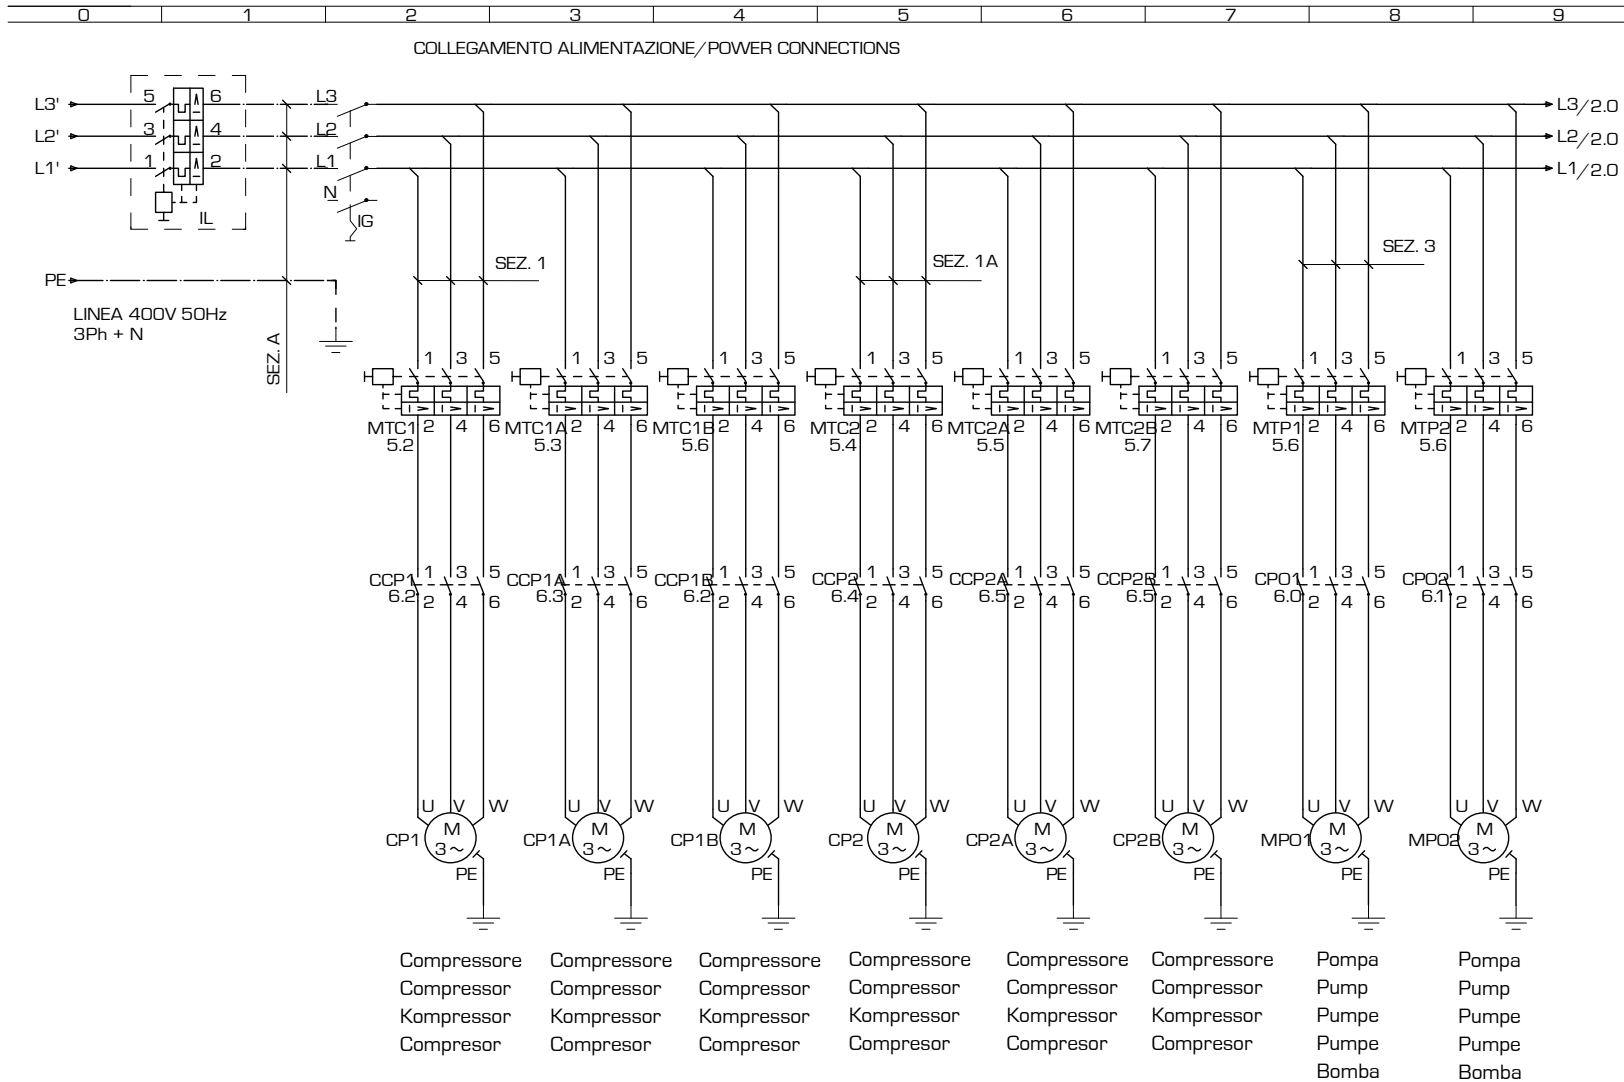 0 1 2 3 4 5 6 7 8 9
COLLEGAMENTO ALIMENTAZIONE/POWER CONNECTIONS
L3' 5 6 L3 L3/2.0
L2' 3 4 L2 L2/2.0
L1' 1 2 L1 L1/2.0
N
IL IG
SEZ. 1 SEZ. 1A SEZ. 3
PE
LINEA 400V 50Hz
3Ph + N
SEZ. A
1 3 5 1 3 5 1 3 5 1 3 5 1 3 5 1 3 5 1 3 5 1 3 5
MTC1 2 4 6 MTC1A 2 4 6 MTC1B 2 4 6 MTC2 2 4 6 MTC2A 2 4 6 MTC2B 2 4 6 MTP1 2 4 6 MTP2 2 4 6
5.2 5.3 5.6 5.4 5.5 5.7 5.6 5.6
CCP1 1 3 5 CCP1A 1 3 5 CCP1B 1 3 5 CCP2 1 3 5 CCP2A 1 3 5 CCP2B 1 3 5 CPO1 1 3 5 CPO2 1 3 5
6.2 2 4 6 6.3 2 4 6 6.2 2 4 6 6.4 2 4 6 6.5 2 4 6 6.5 2 4 6 6.0 2 4 6 6.1 2 4 6
U V W U V W U V W U V W U V W U V W U V W U V W
M M M M M M M M
CP1 CP1A CP1B CP2 CP2A CP2B MPO1 MPO2
3~ 3~ 3~ 3~ 3~ 3~ 3~ 3~
PE PE PE PE PE PE PE PE
Compressore Compressore Compressore Compressore Compressore Compressore Pompa Pompa
Compressor Compressor Compressor Compressor Compressor Compressor Pump Pump
Kompressor Kompressor Kompressor Kompressor Kompressor Kompressor Pumpe Pumpe
Compresor Compresor Compresor Compresor Compresor Compresor Pumpe Pumpe
Bomba Bomba